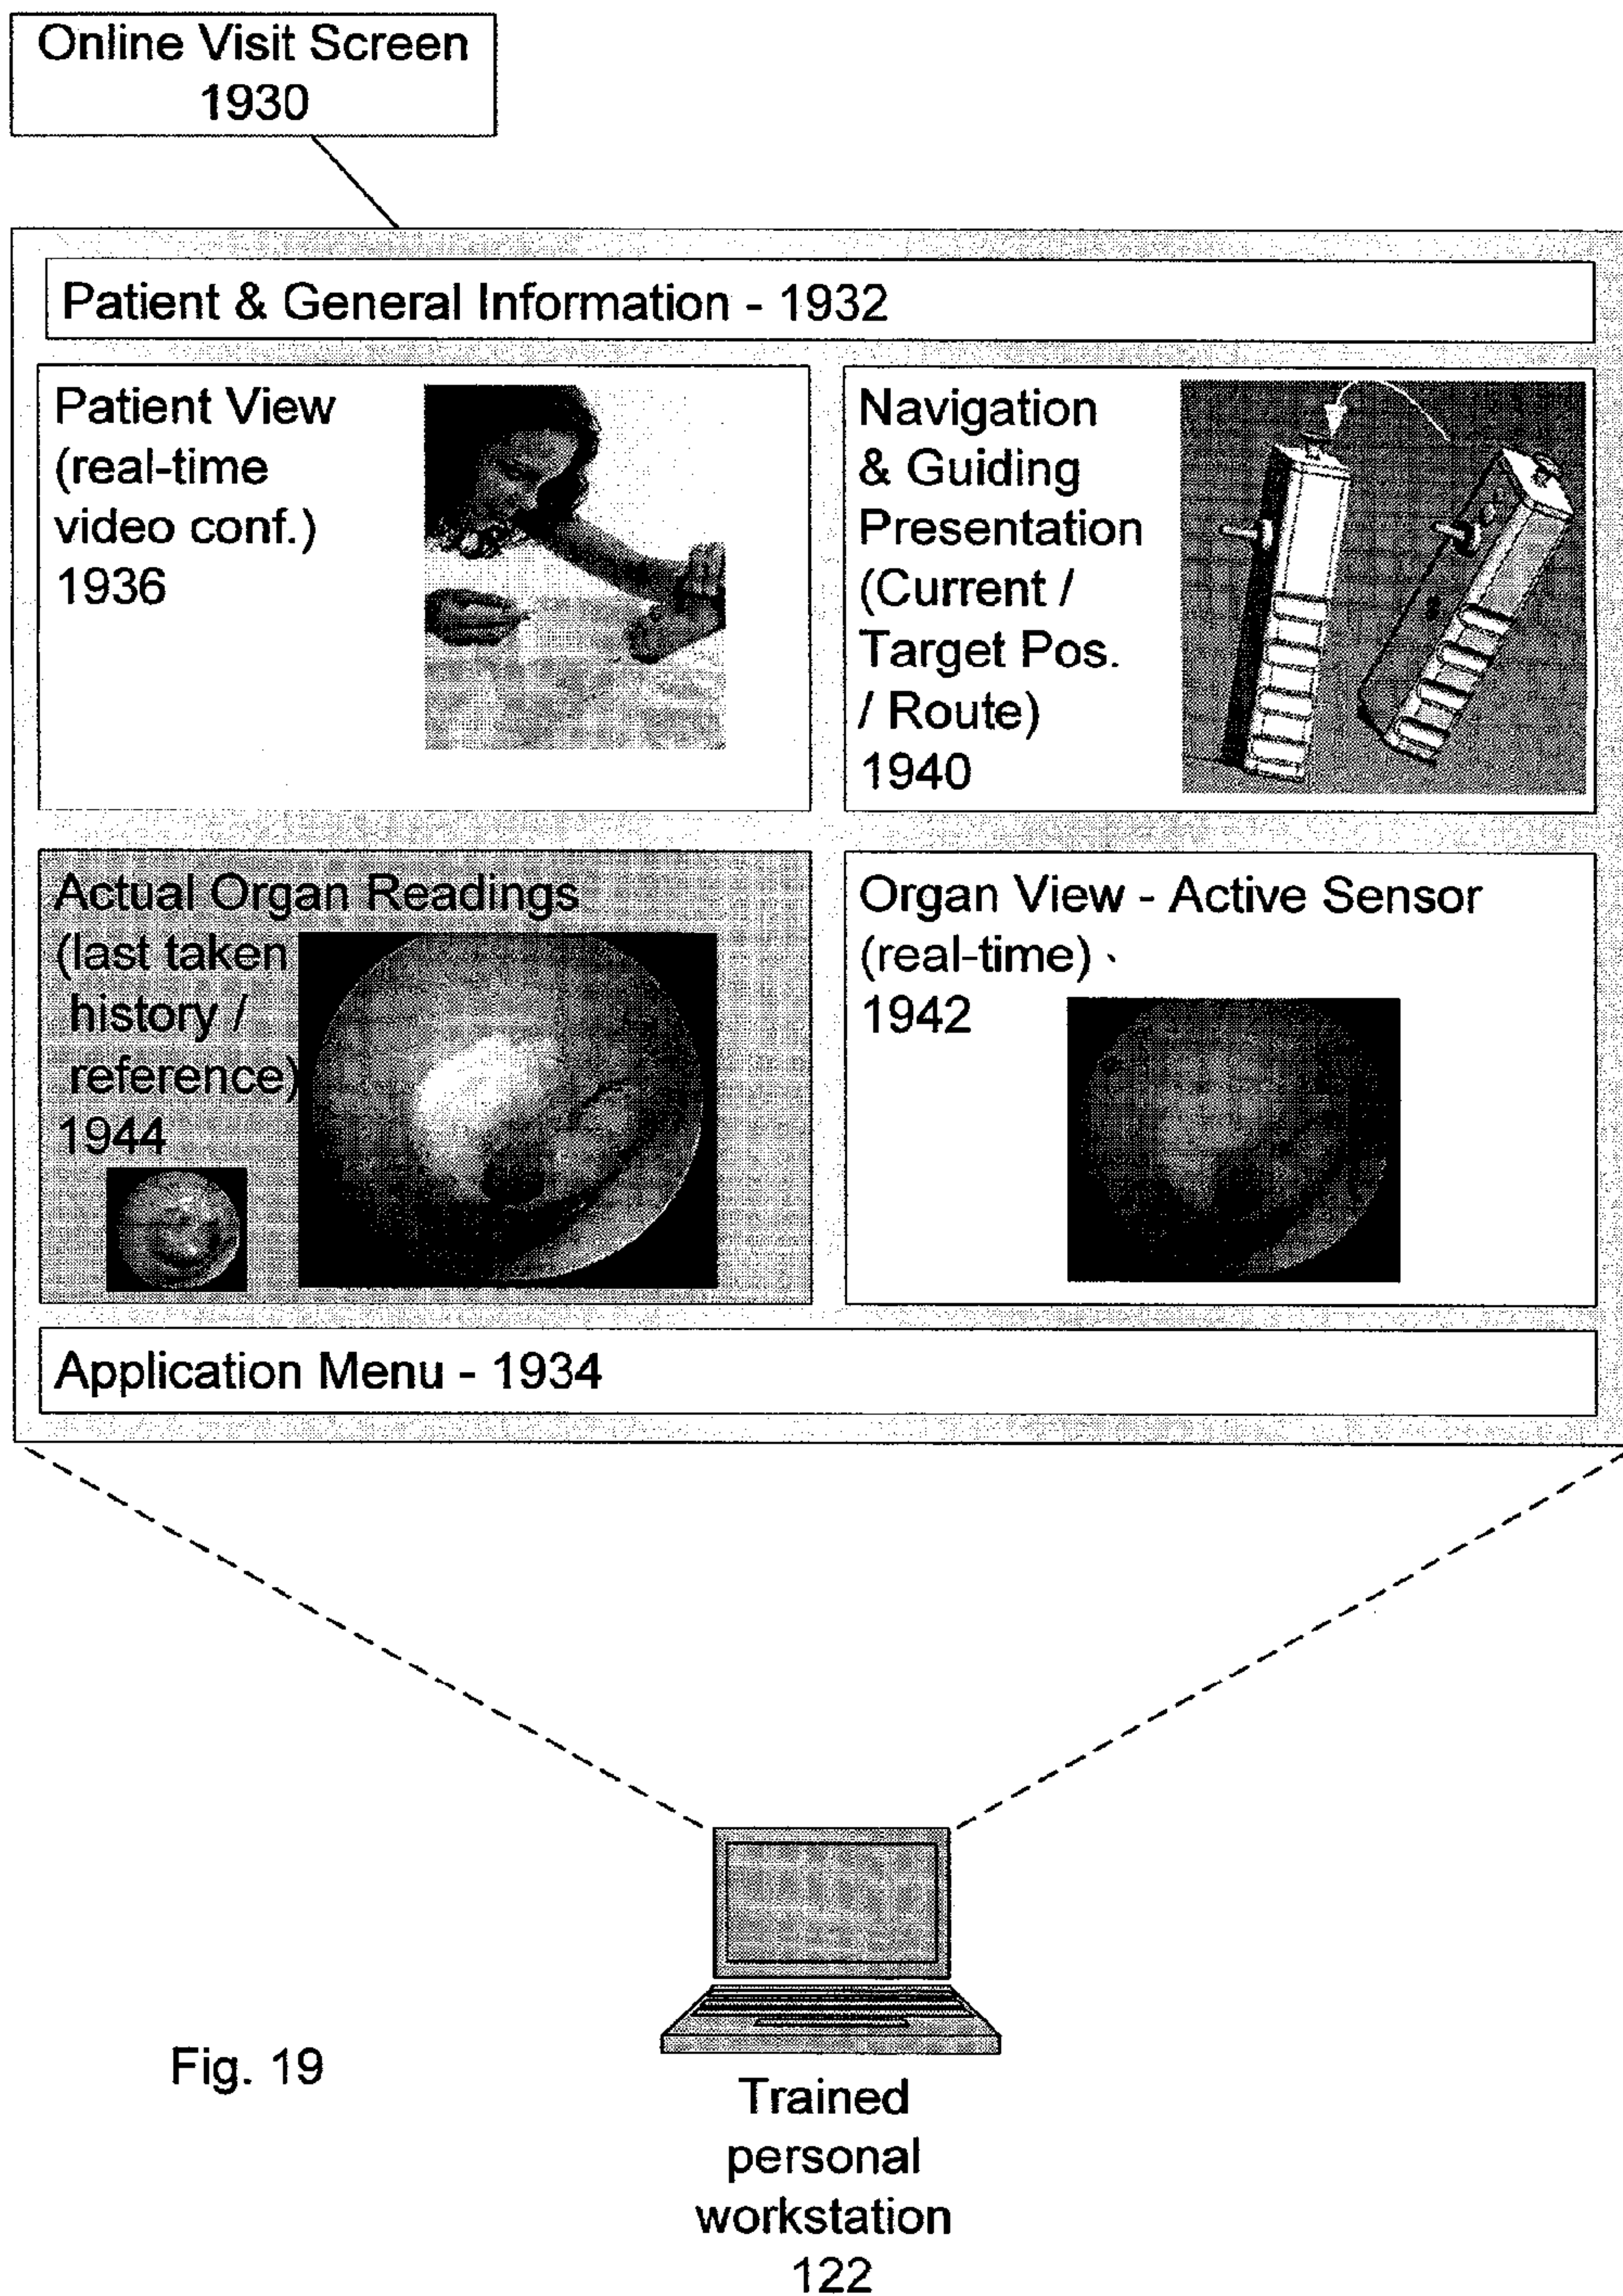 Online Visit Screen
1930
Patient & General Information - 1932
Patient View
(real-time
video conf.)
1936
Navigation
& Guiding
Presentation
(Current /
Target Pos.
/ Route)
1940
Actual Organ Readings
(last taken
history /
reference)
1944
Organ View - Active Sensor
(real-time)
1942
Application Menu - 1934
Fig. 19
Trained
personal
workstation
122